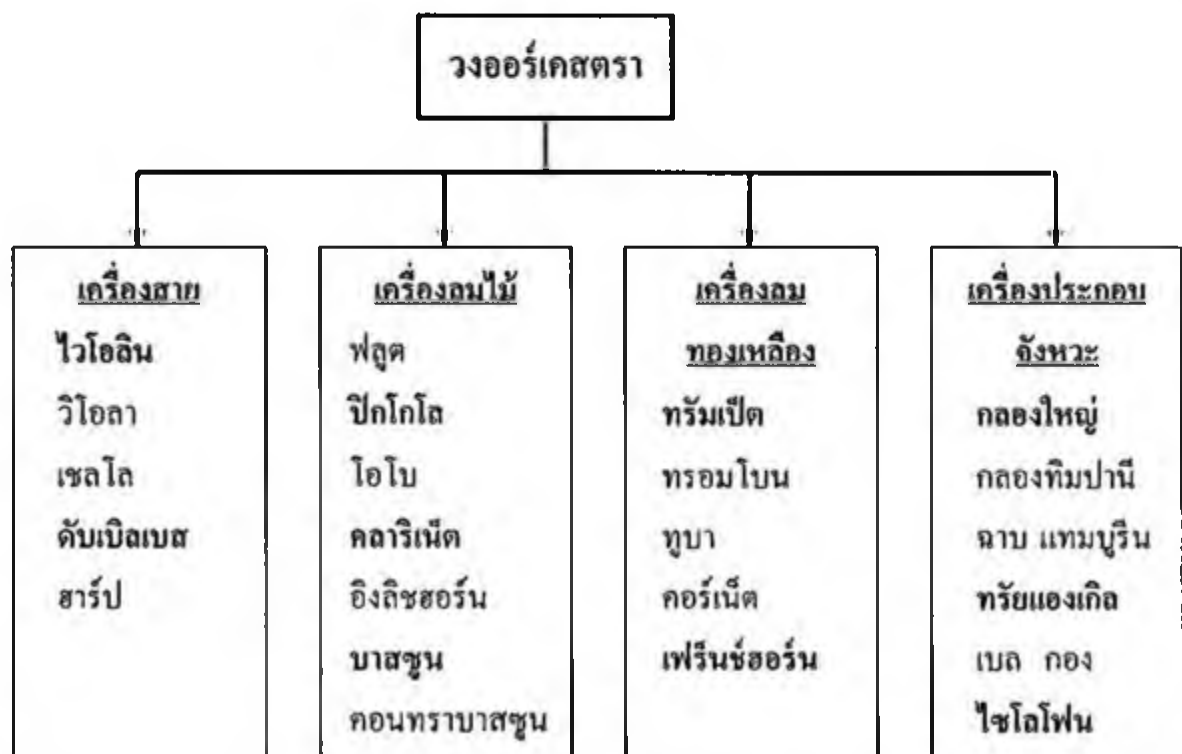 วงออร์เคสตรา
เครื่องสาย
ไวโอลิน
วิโอลา
เชลโล
ดับเบิลเบส
ฮาร์ป
เครื่องลมไม้
ฟลูต
ปิกโกโล
โอโบ
คลาริเน็ต
อิงลิชฮอร์น
บาสซูน
คอนทราบาสซูน
เครื่องลม
ทองเหลือง
ทรัมเป็ต
ทรอมโบน
ทูบา
คอร์เน็ต
เฟร็นช์ฮอร์น
เครื่องประกอบ
จังหวะ
กลองใหญ่
กลองทิมปานี
ฉาบ แทมบูรีน
ทรัยแองเกิล
เบล กอง
ไซโลโฟน